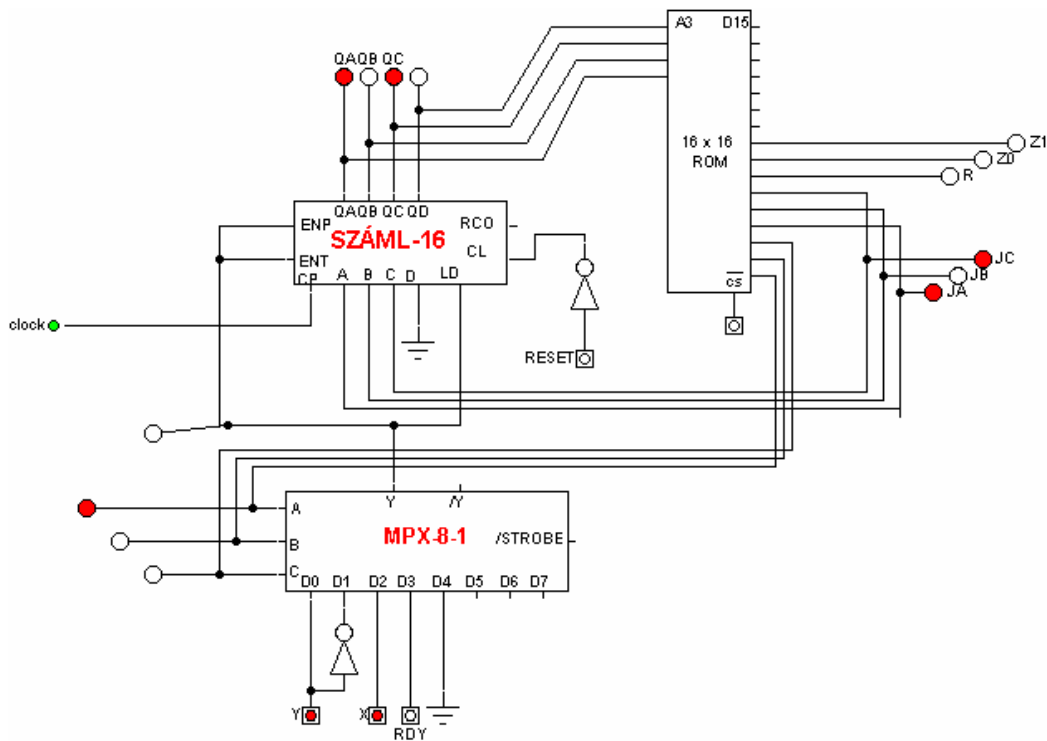 A3 D15
QA QB QC
16 x 16
ROM
Z1
Z0
R
QA QB QC QD
ENP
RCO
SZÁML-16
CL
ENT
CP
A B C D LD
JC
JB
JA
cs
clock
RESET
Y /Y
A
MPX-8-1
/STROBE
B
C
D0 D1 D2 D3 D4 D5 D6 D7
Y X
RDY